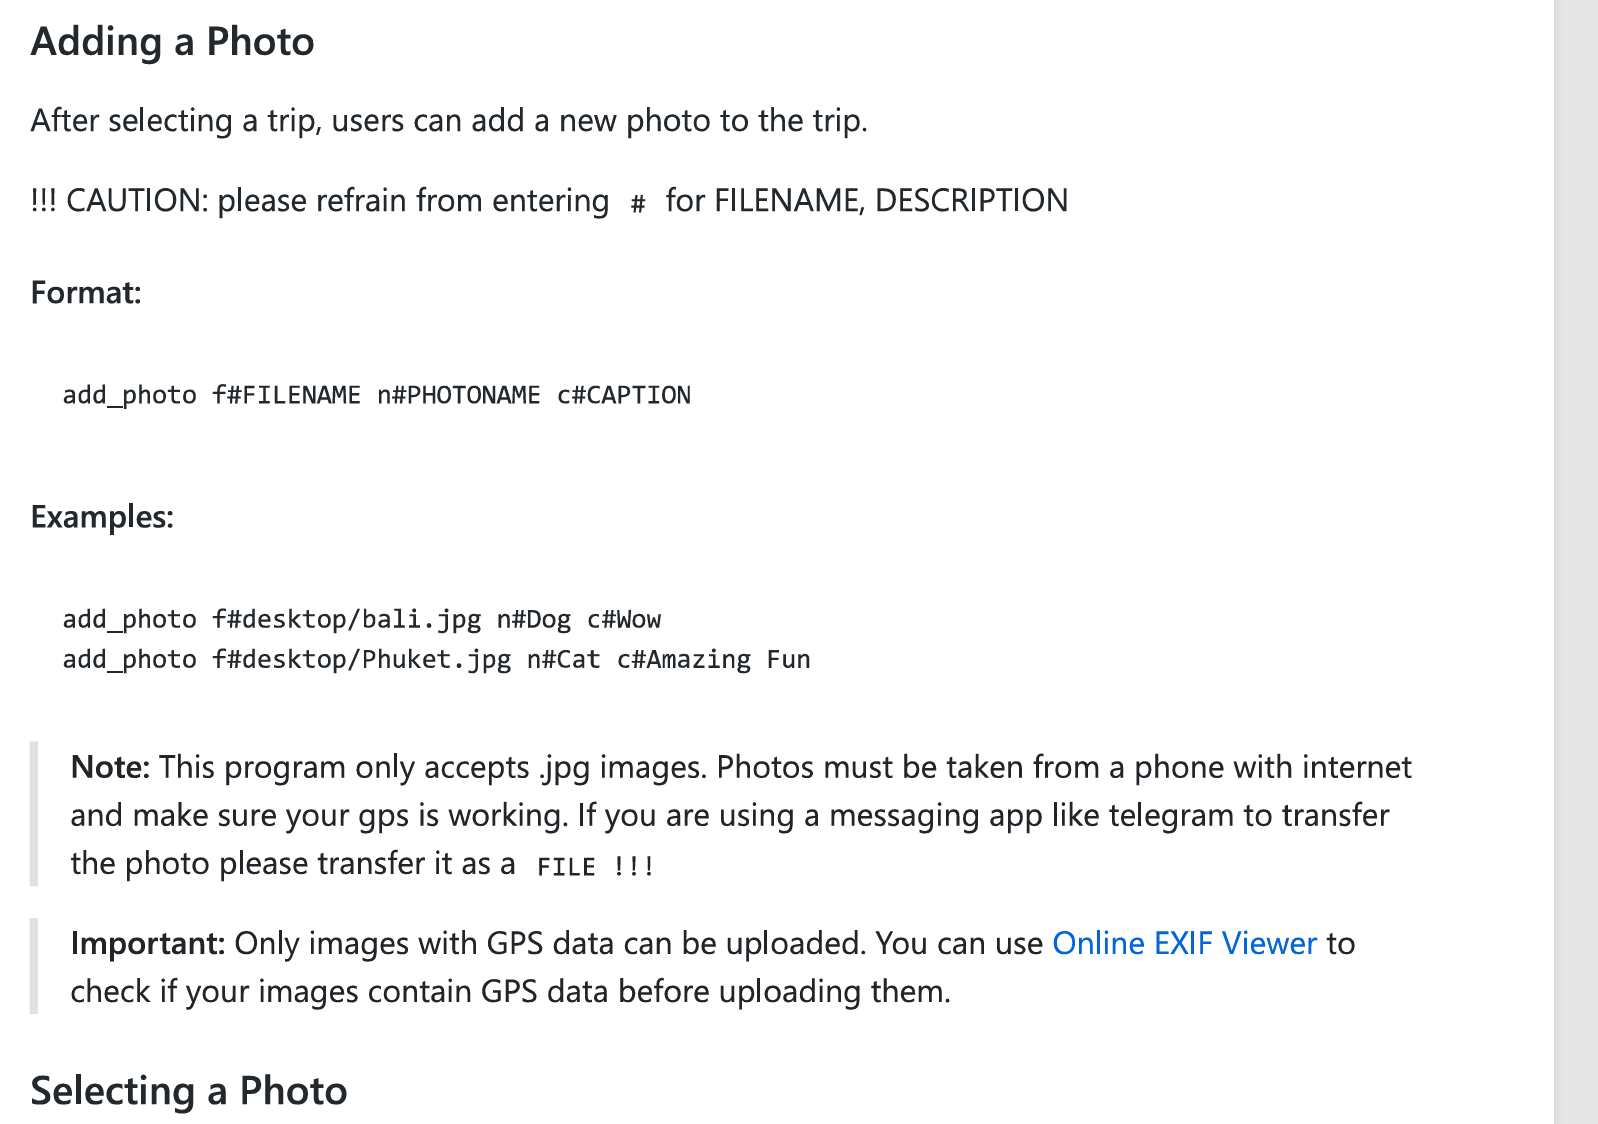 Adding a Photo
After selecting a trip, users can add a new photo to the trip.
!!! CAUTION: please refrain from entering # for FILENAME, DESCRIPTION
Format:
add_photo f#FILENAME n#PHOTONAME c#CAPTION
Examples:
add_photo f#desktop/bali.jpg n#Dog c#Wow
add_photo f#desktop/Phuket.jpg n#Cat c#Amazing Fun
Note: This program only accepts .jpg images. Photos must be taken from a phone with internet
and make sure your gps is working. If you are using a messaging app like telegram to transfer
the photo please transfer it as a FILE !!!
Important: Only images with GPS data can be uploaded. You can use Online EXIF Viewer to
check if your images contain GPS data before uploading them.
Selecting a Photo